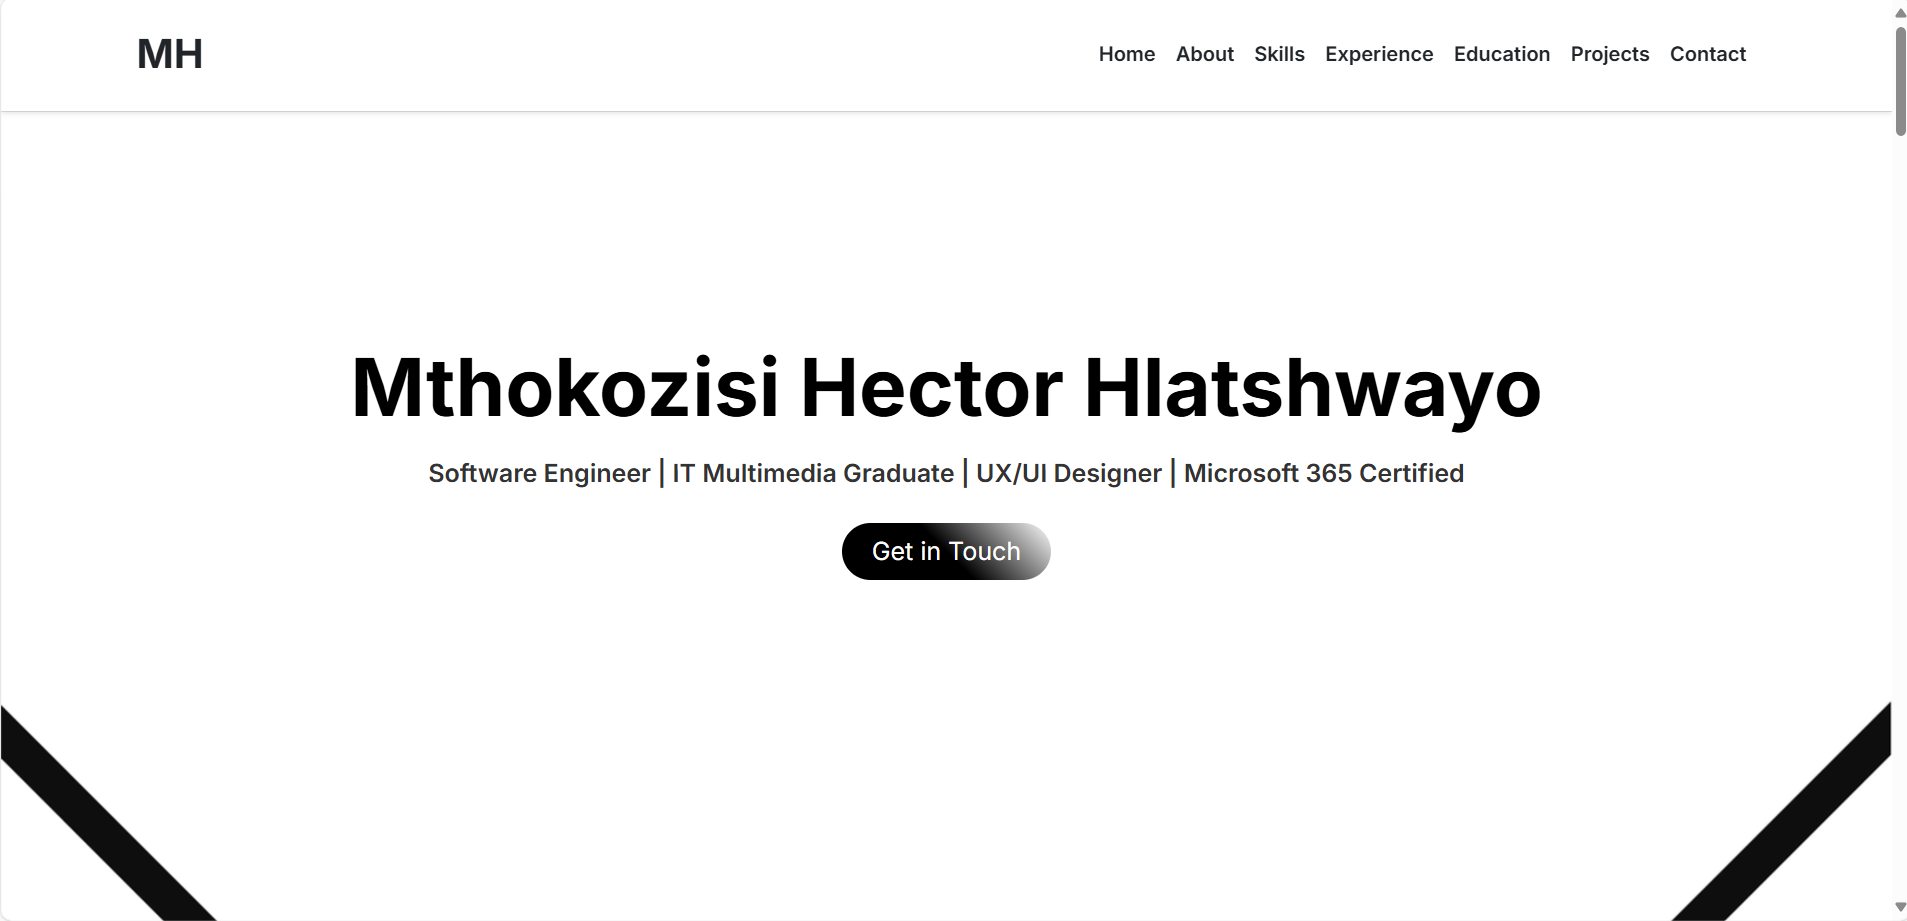 MH
Home About Skills Experience Education Projects Contact
Mthokozisi Hector Hlatshwayo
Software Engineer | IT Multimedia Graduate | UX/UI Designer | Microsoft 365 Certified
Get in Touch